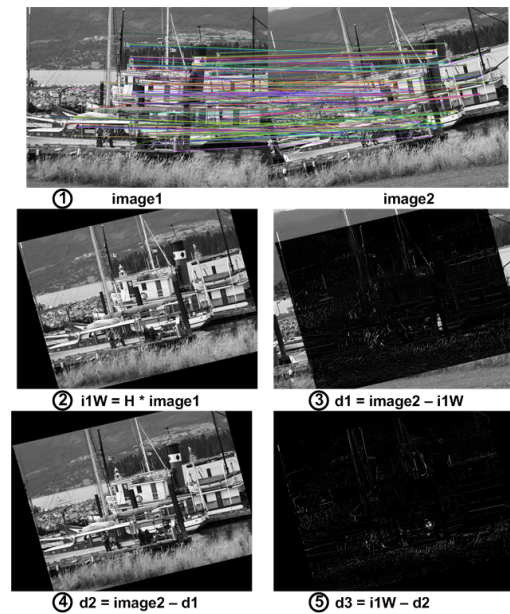 ① image1 image2
② i1W = H * image1
③ d1 = image2 – i1W
④ d2 = image2 – d1
⑤ d3 = i1W – d2